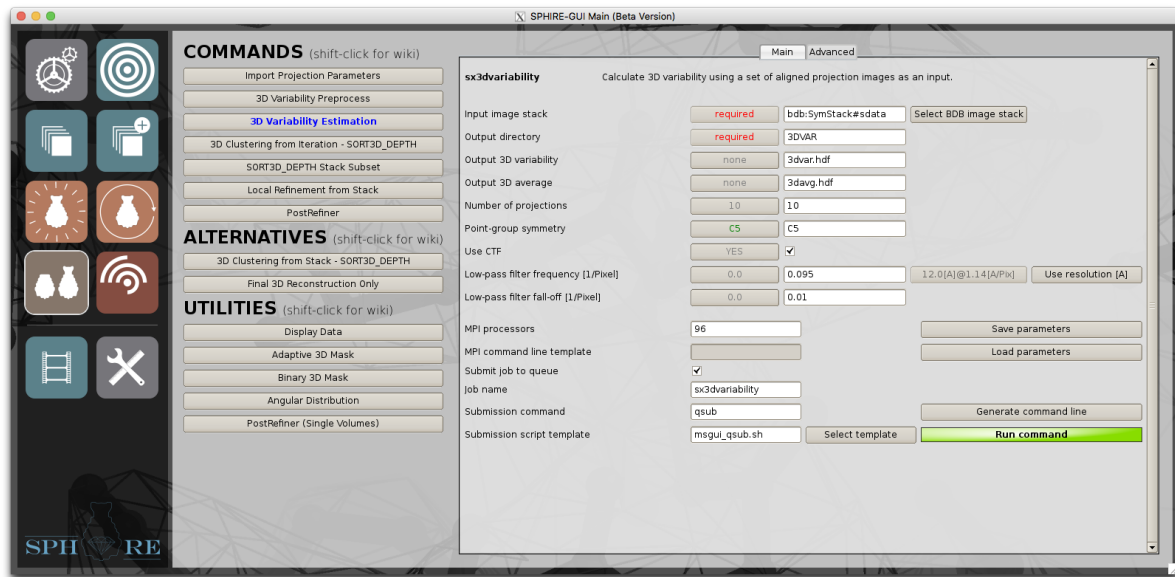 SPHIRE-GUI Main (Beta Version)
COMMANDS (shift-click for wiki)
Import Projection Parameters
3D Variability Preprocess
3D Variability Estimation
3D Clustering from Iteration - SORT3D_DEPTH
SORT3D_DEPTH Stack Subset
Local Refinement from Stack
PostRefiner
ALTERNATIVES (shift-click for wiki)
3D Clustering from Stack - SORT3D_DEPTH
Final 3D Reconstruction Only
UTILITIES (shift-click for wiki)
Display Data
Adaptive 3D Mask
Binary 3D Mask
Angular Distribution
PostRefiner (Single Volumes)
SPH RE
Main Advanced
sx3dvariability Calculate 3D variability using a set of aligned projection images as an input.
Input image stack required bdb:SymStack#sdata Select BDB image stack
Output directory required 3DVAR
Output 3D variability none 3dvar.hdf
Output 3D average none 3davg.hdf
Number of projections 10 10
Point-group symmetry C5 C5
Use CTF YES
Low-pass filter frequency [1/Pixel] 0.0 0.095 12.0[A]@1.14[A/Pix] Use resolution [A]
Low-pass filter fall-off [1/Pixel] 0.0 0.01
MPI processors 96 Save parameters
MPI command line template Load parameters
Submit job to queue
Job name sx3dvariability
Submission command qsub Generate command line
Submission script template msgui_qsub.sh Select template Run command